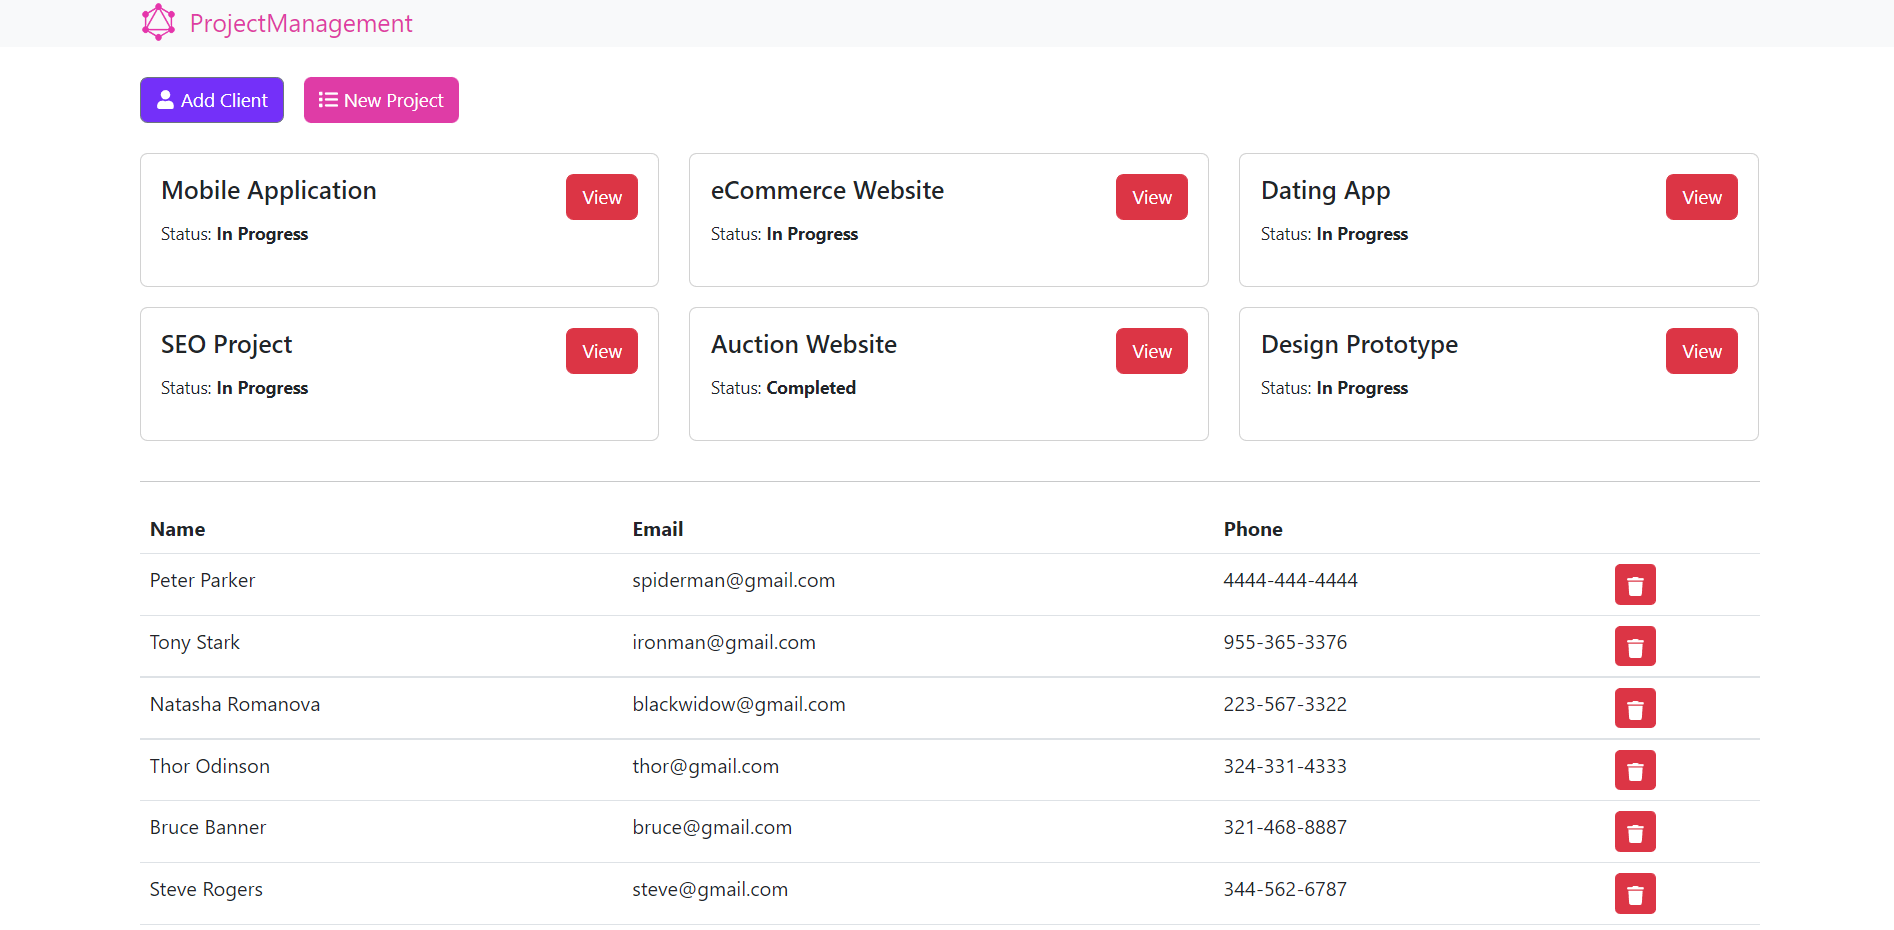 ProjectManagement
Add Client New Project
Mobile Application View
Status: In Progress
eCommerce Website View
Status: In Progress
Dating App View
Status: In Progress
SEO Project View
Status: In Progress
Auction Website View
Status: Completed
Design Prototype View
Status: In Progress
Name Email Phone
Peter Parker spiderman@gmail.com 4444-444-4444
Tony Stark ironman@gmail.com 955-365-3376
Natasha Romanova blackwidow@gmail.com 223-567-3322
Thor Odinson thor@gmail.com 324-331-4333
Bruce Banner bruce@gmail.com 321-468-8887
Steve Rogers steve@gmail.com 344-562-6787